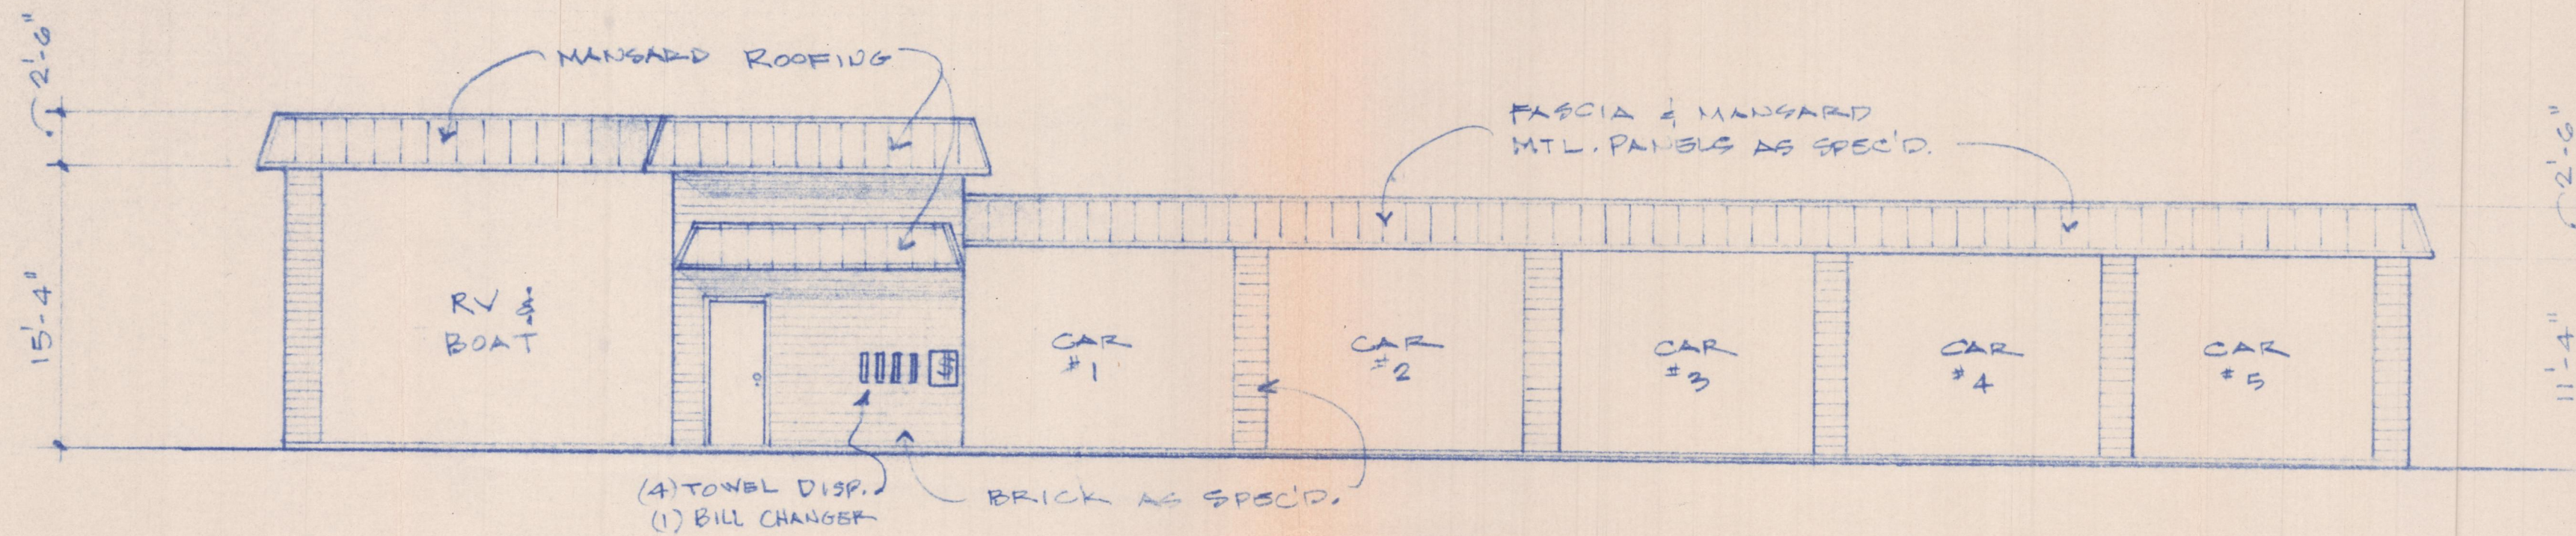 2'-6"
MANSARD ROOFING
FASCIA & MANSARD
MTL. PANELS AS SPEC'D.
2'-6"
15'-4"
RV &
BOAT
$
CAR
#1
CAR
#2
CAR
#3
CAR
#4
CAR
#5
11'-4"
(4) TOWEL DISP.
(1) BILL CHANGER
BRICK AS SPEC'D.